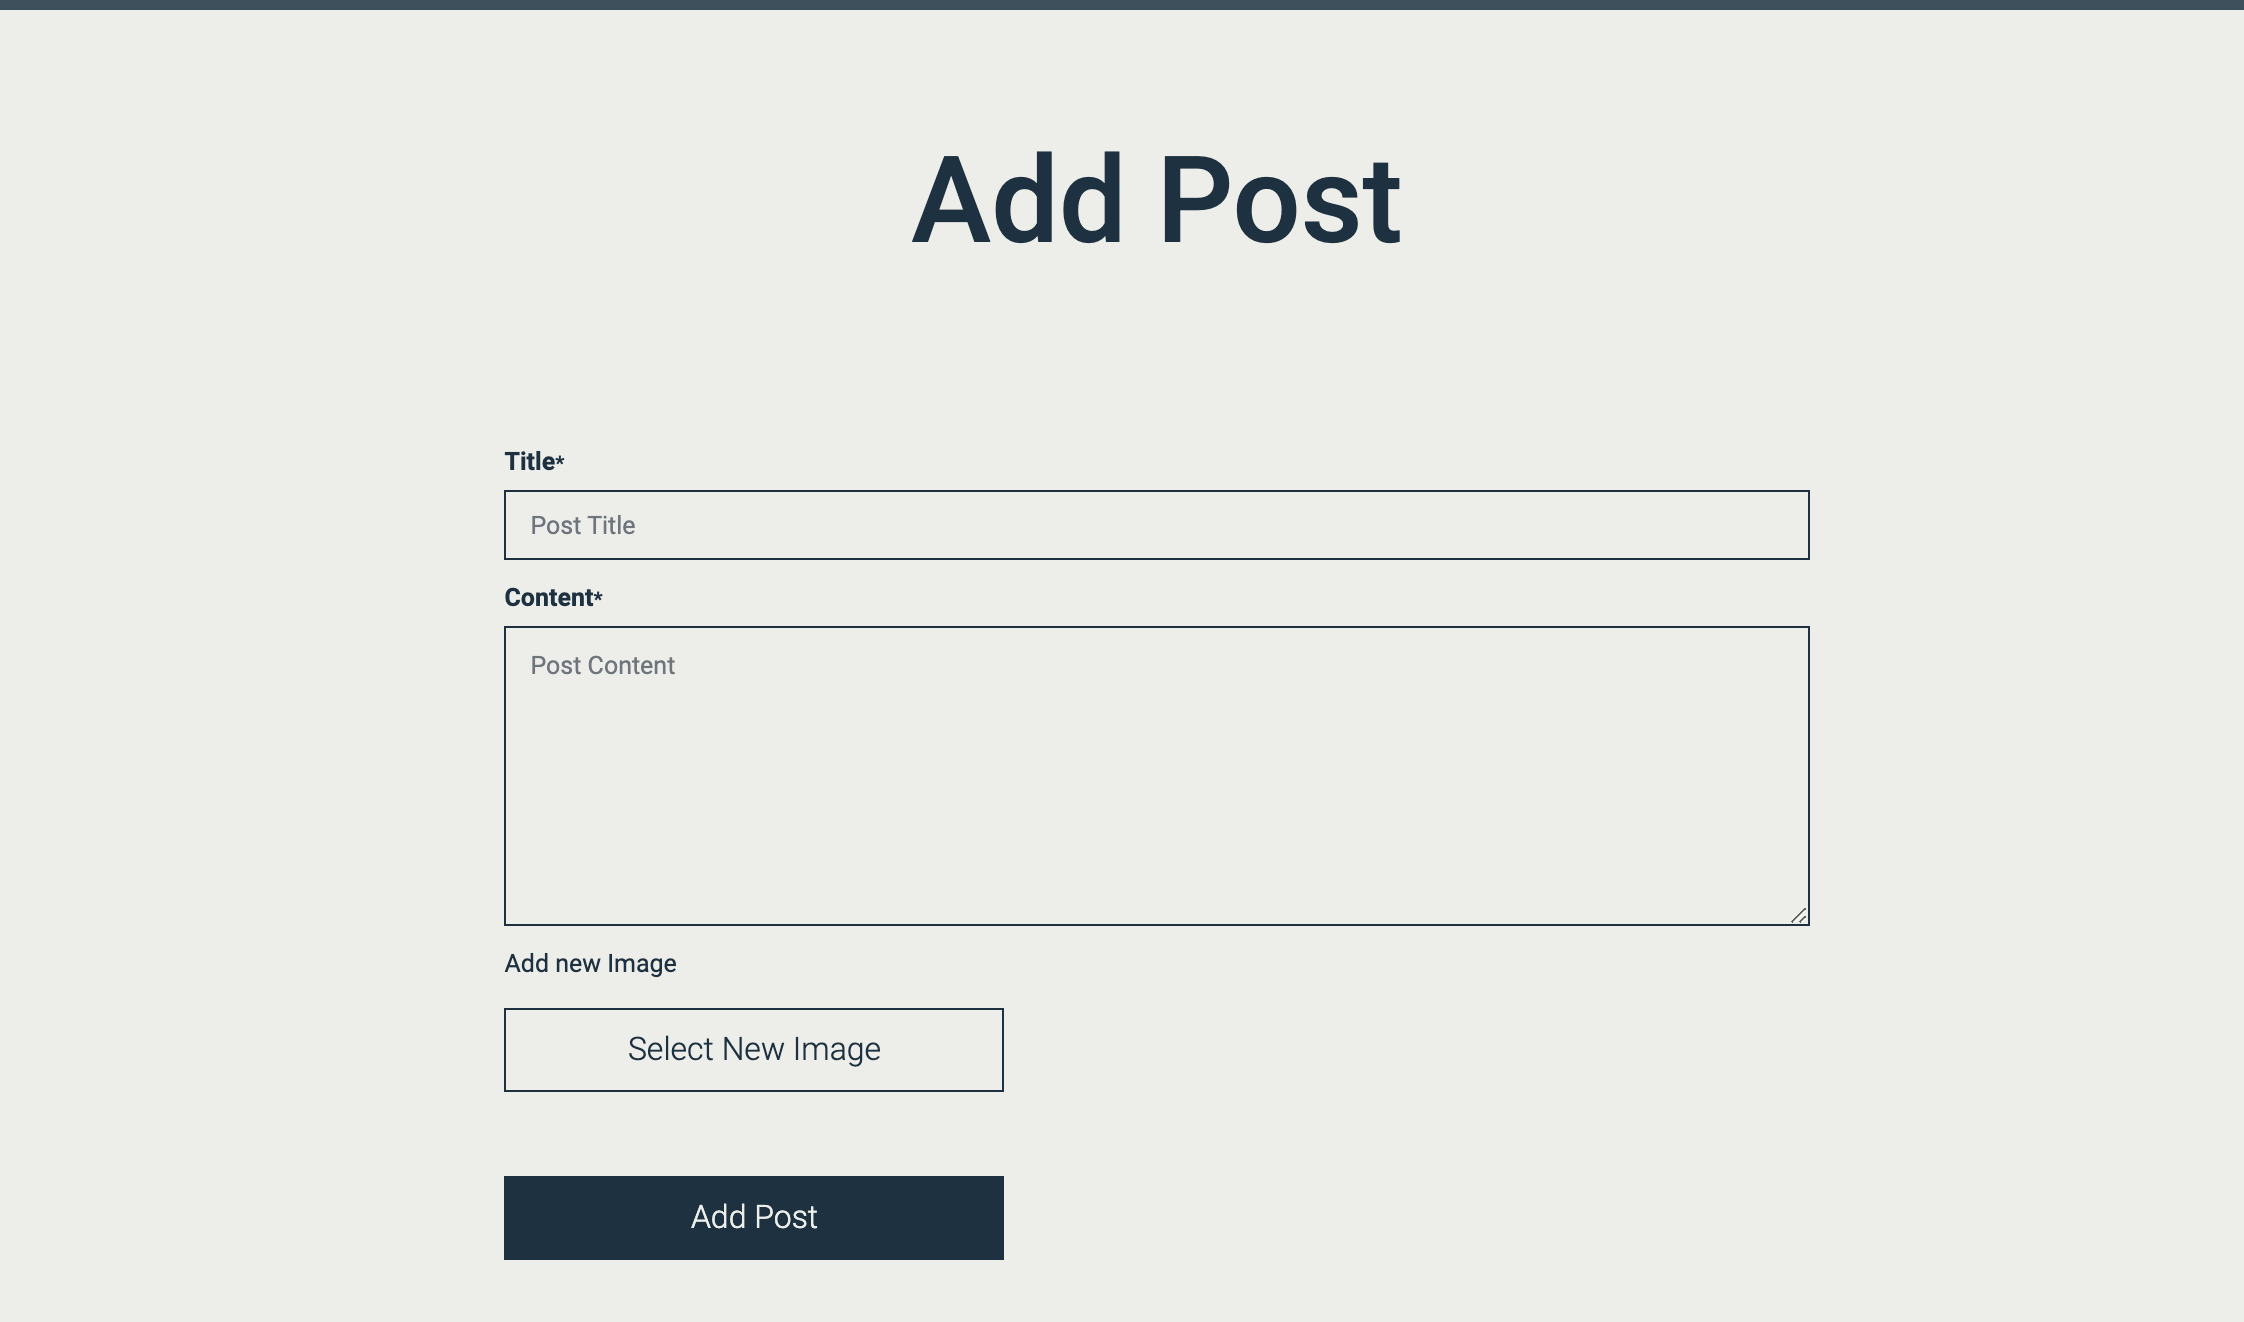 Add Post
Title*
Post Title
Content*
Post Content
Add new Image
Select New Image
Add Post